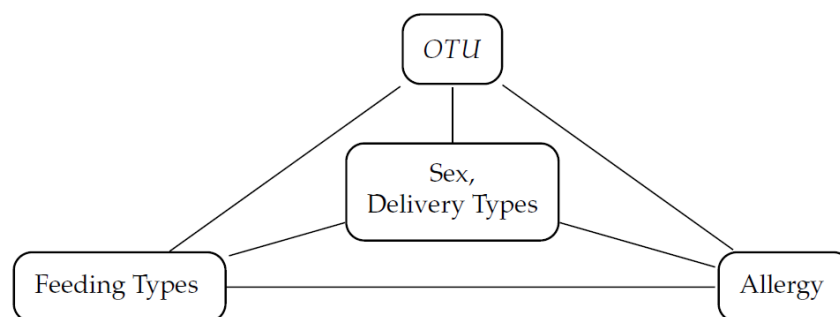 OTU
Sex,
Delivery Types
Feeding Types
Allergy